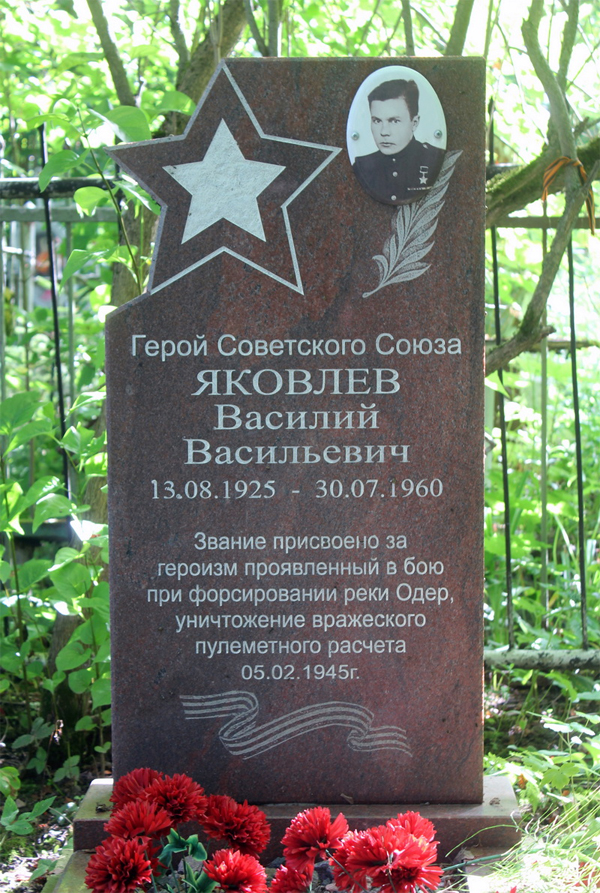 Герой Советского Союза
ЯКОВЛЕВ
Василий
Васильевич
13.08.1925 - 30.07.1960
Звание присвоено за
героизм проявленный в бою
при форсировании реки Одер,
уничтожение вражеского
пулеметного расчета
05.02.1945г.